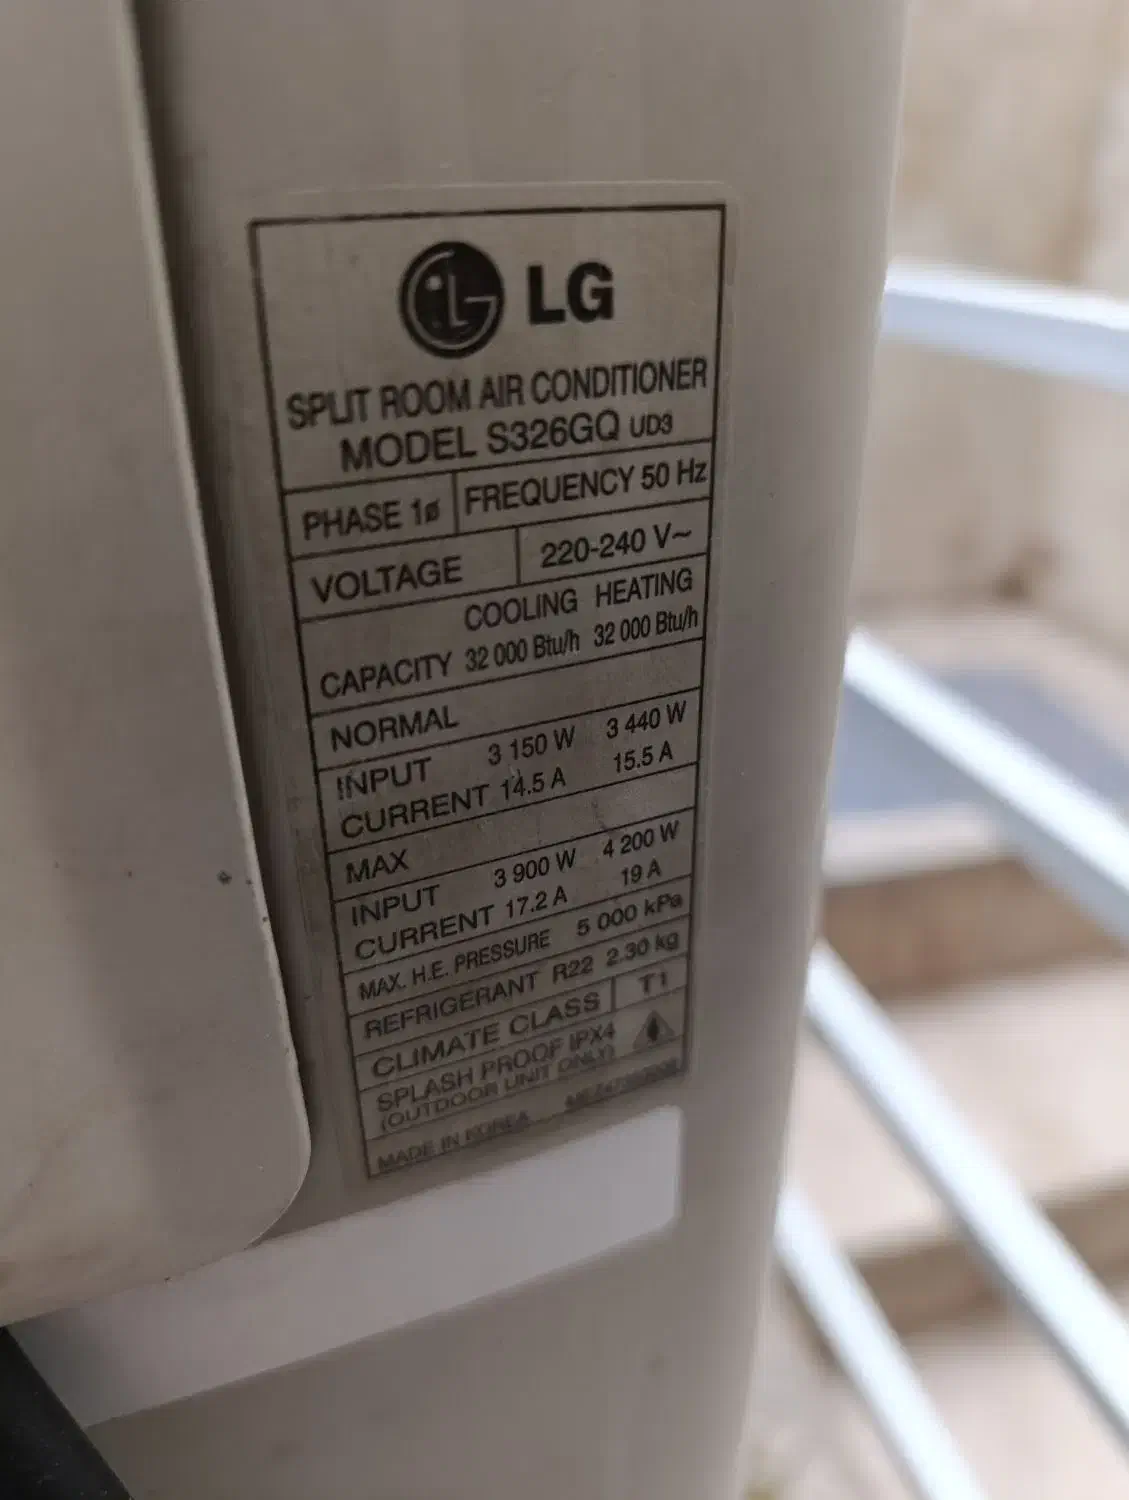 LG
SPLIT ROOM AIR CONDITIONER
MODEL S326GQ UD3
PHASE 1ø FREQUENCY 50 Hz
VOLTAGE 220-240 V~
COOLING HEATING
CAPACITY 32 000 Btu/h 32 000 Btu/h
NORMAL
INPUT 3 150 W 3 440 W
CURRENT 14.5 A 15.5 A
MAX
INPUT 3 900 W 4 200 W
CURRENT 17.2 A 19 A
MAX. H.E. PRESSURE 5 000 kPa
REFRIGERANT R22 2.30 kg
CLIMATE CLASS T1
SPLASH PROOF IPX4
(OUTDOOR UNIT ONLY)
MADE IN KOREA